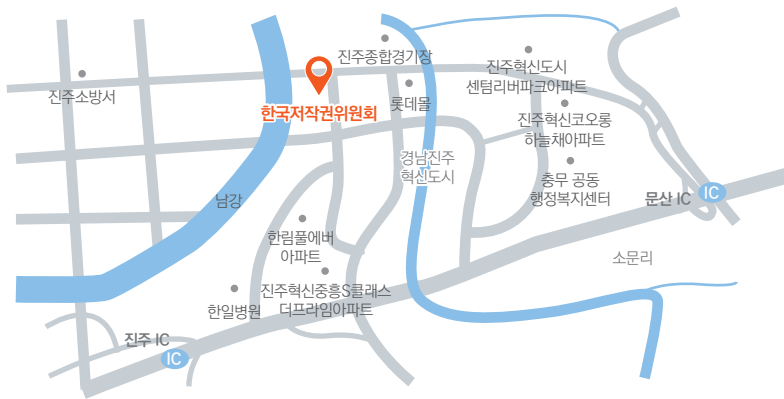 진주종합경기장
진주혁신도시
센텀리버파크아파트
진주소방서
롯데몰
한국저작권위원회
진주혁신코오롱
하늘채아파트
경남진주
혁신도시
충무 공동
행정복지센터
IC
문산 IC
남강
한림풀에버
아파트
소문리
진주혁신중흥S클래스
더프라임아파트
한일병원
진주 IC
IC